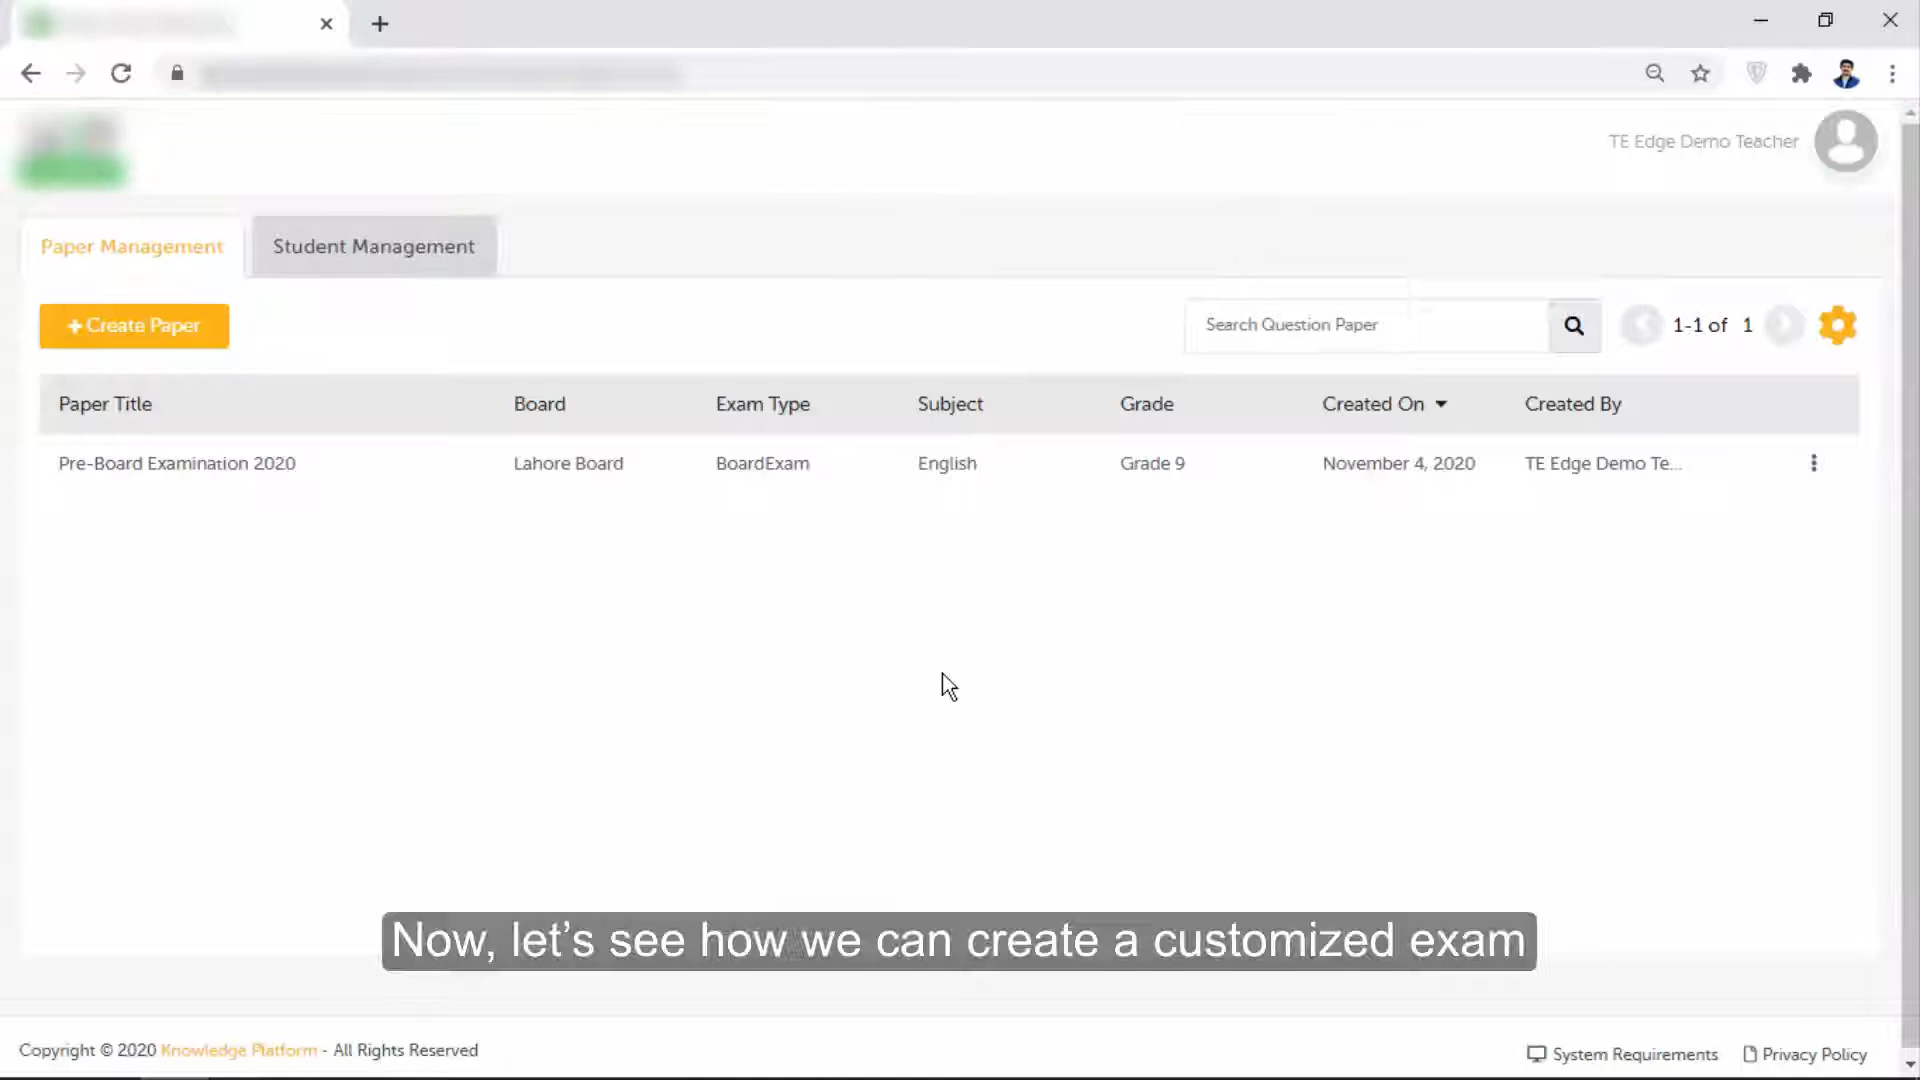 TE Edge Demo Teacher
Paper Management
Student Management
+ Create Paper
Search Question Paper
1-1 of 1
Paper Title Board Exam Type Subject Grade Created On Created By
Pre-Board Examination 2020 Lahore Board BoardExam English Grade 9 November 4, 2020 TE Edge Demo Te...
Now, let’s see how we can create a customized exam
Copyright © 2020 Knowledge Platform - All Rights Reserved
System Requirements
Privacy Policy